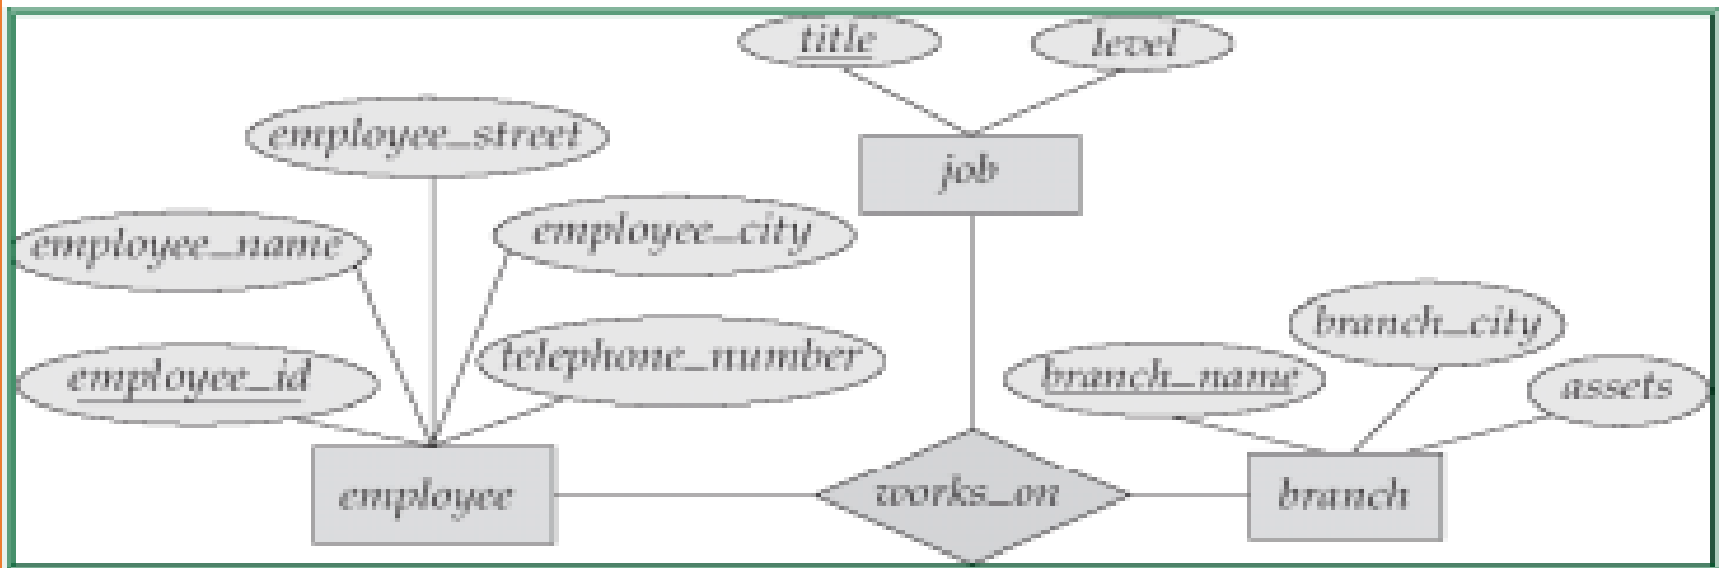 title
level
employee_street
job
employee_name
employee_city
branch_city
telephone_number
employee_id
branch_name
assets
employee
works_on
branch